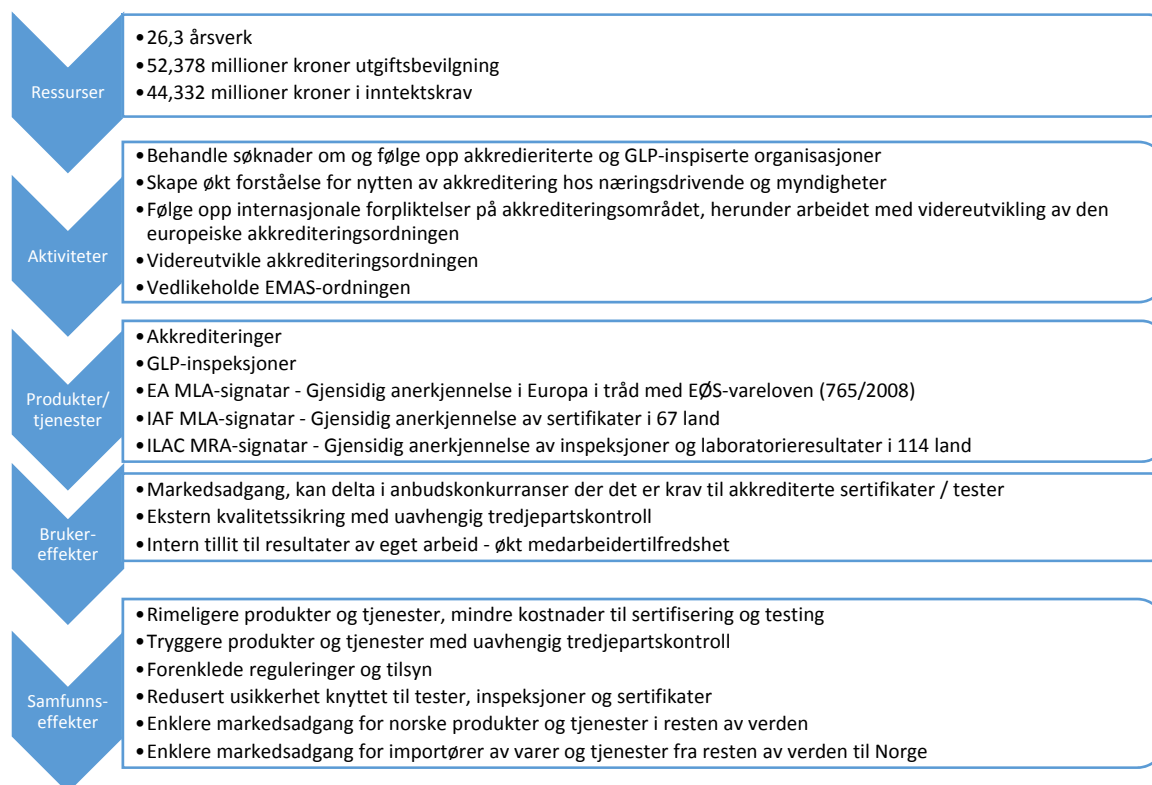 Ressurser
•26,3 årsverk
•52,378 millioner kroner utgiftsbevilgning
•44,332 millioner kroner i inntektskrav
Aktiviteter
•Behandle søknader om og følge opp akkredieriterte og GLP-inspiserte organisasjoner
•Skape økt forståelse for nytten av akkreditering hos næringsdrivende og myndigheter
•Følge opp internasjonale forpliktelser på akkrediteringsområdet, herunder arbeidet med videreutvikling av den
europeiske akkrediteringsordningen
•Videreutvikle akkrediteringsordningen
•Vedlikeholde EMAS-ordningen
Produkter/
tjenester
•Akkrediteringer
•GLP-inspeksjoner
•EA MLA-signatar - Gjensidig anerkjennelse i Europa i tråd med EØS-vareloven (765/2008)
•IAF MLA-signatar - Gjensidig anerkjennelse av sertifikater i 67 land
•ILAC MRA-signatar - Gjensidig anerkjennelse av inspeksjoner og laboratorieresultater i 114 land
Bruker-
effekter
•Markedsadgang, kan delta i anbudskonkurranser der det er krav til akkrediterte sertifikater / tester
•Ekstern kvalitetssikring med uavhengig tredjepartskontroll
•Intern tillit til resultater av eget arbeid - økt medarbeidertilfredshet
Samfunns-
effekter
•Rimeligere produkter og tjenester, mindre kostnader til sertifisering og testing
•Tryggere produkter og tjenester med uavhengig tredjepartskontroll
•Forenklede reguleringer og tilsyn
•Redusert usikkerhet knyttet til tester, inspeksjoner og sertifikater
•Enklere markedsadgang for norske produkter og tjenester i resten av verden
•Enklere markedsadgang for importører av varer og tjenester fra resten av verden til Norge